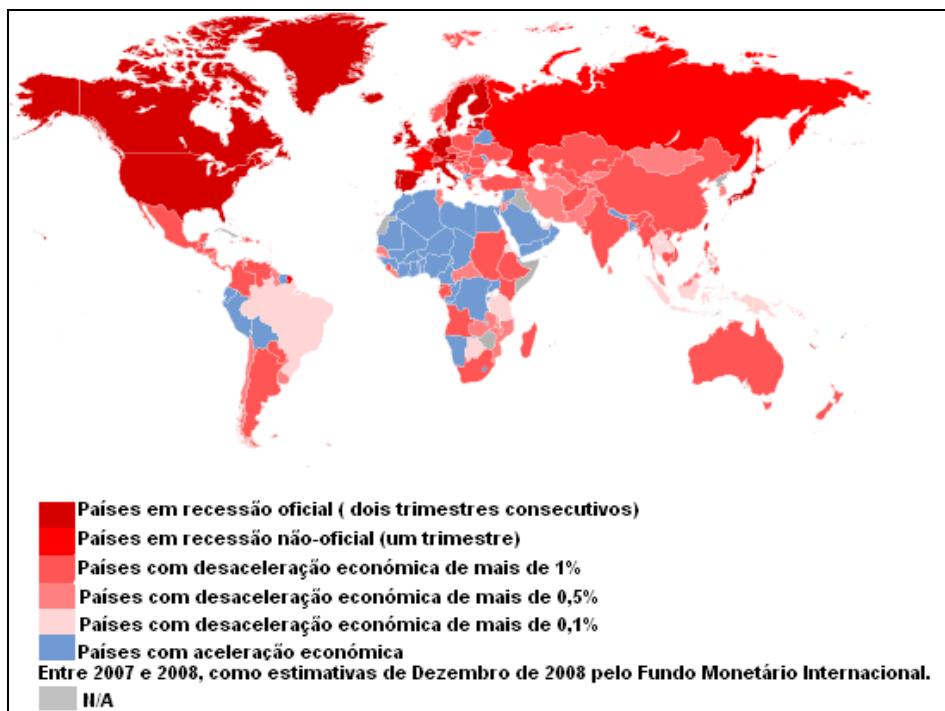 Países em recessão oficial ( dois trimestres consecutivos)
Países em recessão não-oficial (um trimestre)
Países com desaceleração económica de mais de 1%
Países com desaceleração económica de mais de 0,5%
Países com desaceleração económica de mais de 0,1%
Países com aceleração económica
Entre 2007 e 2008, como estimativas de Dezembro de 2008 pelo Fundo Monetário Internacional.
N/A